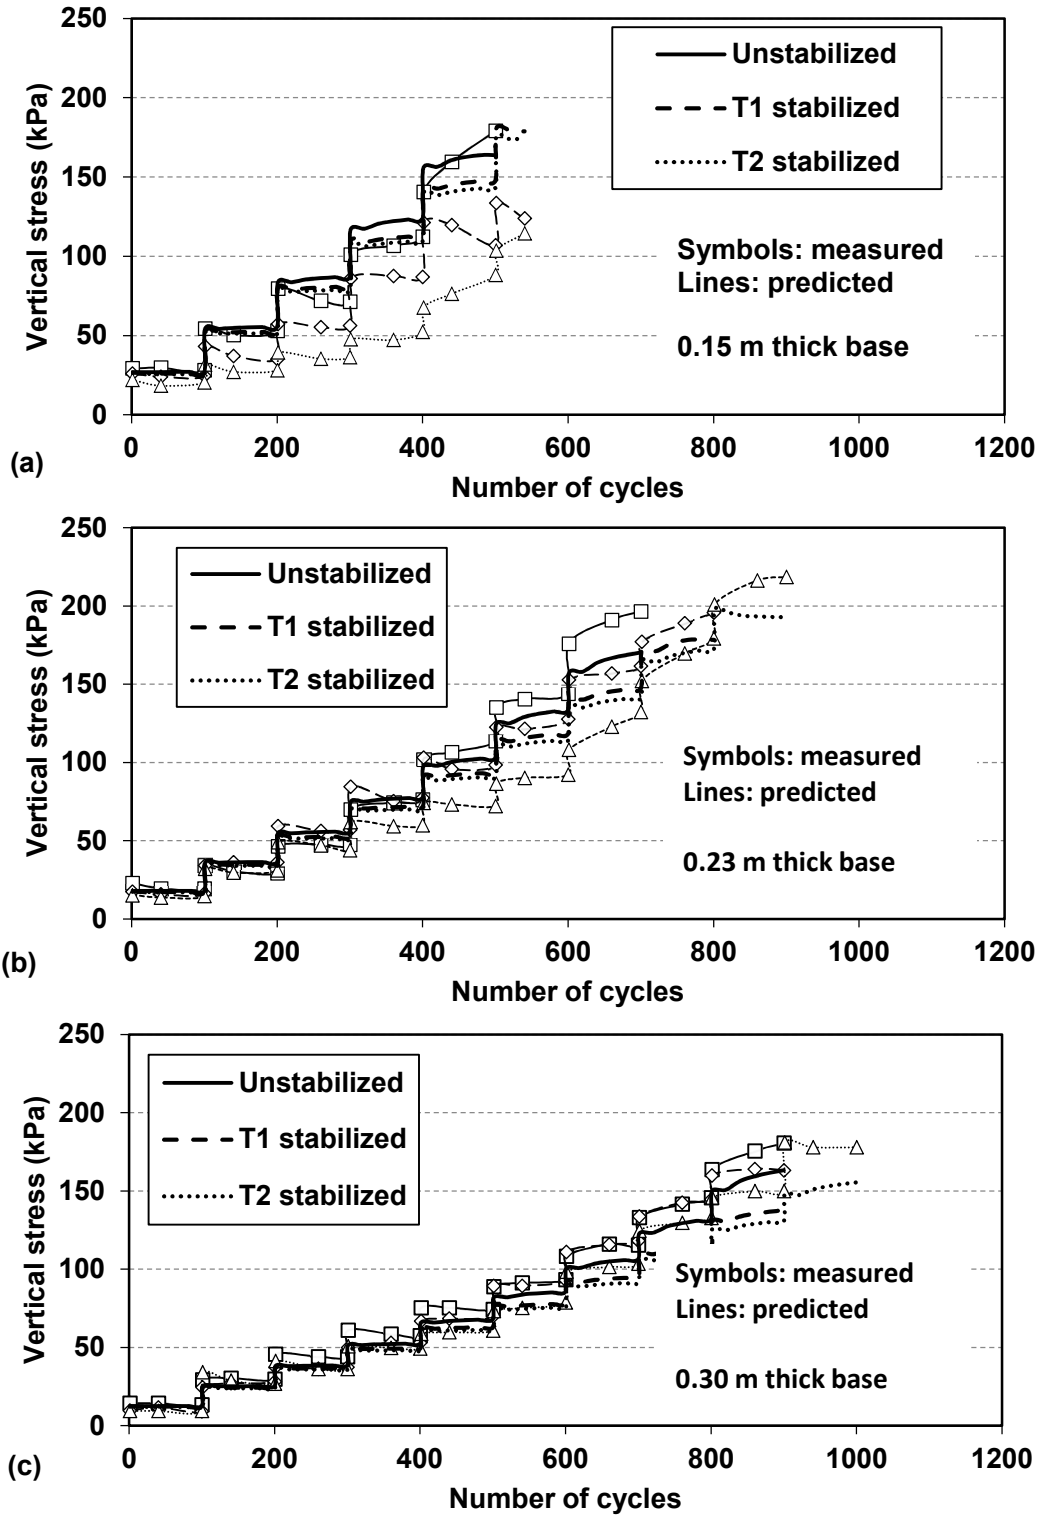 250
200
150
100
50
0
Vertical stress (kPa)
Unstabilized
T1 stabilized
T2 stabilized
Symbols: measured
Lines: predicted
0.15 m thick base
0 200 400 600 800 1000 1200
(a)
Number of cycles
250
200
150
100
50
0
Vertical stress (kPa)
Unstabilized
T1 stabilized
T2 stabilized
Symbols: measured
Lines: predicted
0.23 m thick base
0 200 400 600 800 1000 1200
(b)
Number of cycles
250
200
150
100
50
0
Vertical stress (kPa)
Unstabilized
T1 stabilized
T2 stabilized
Symbols: measured
Lines: predicted
0.30 m thick base
0 200 400 600 800 1000 1200
(c)
Number of cycles